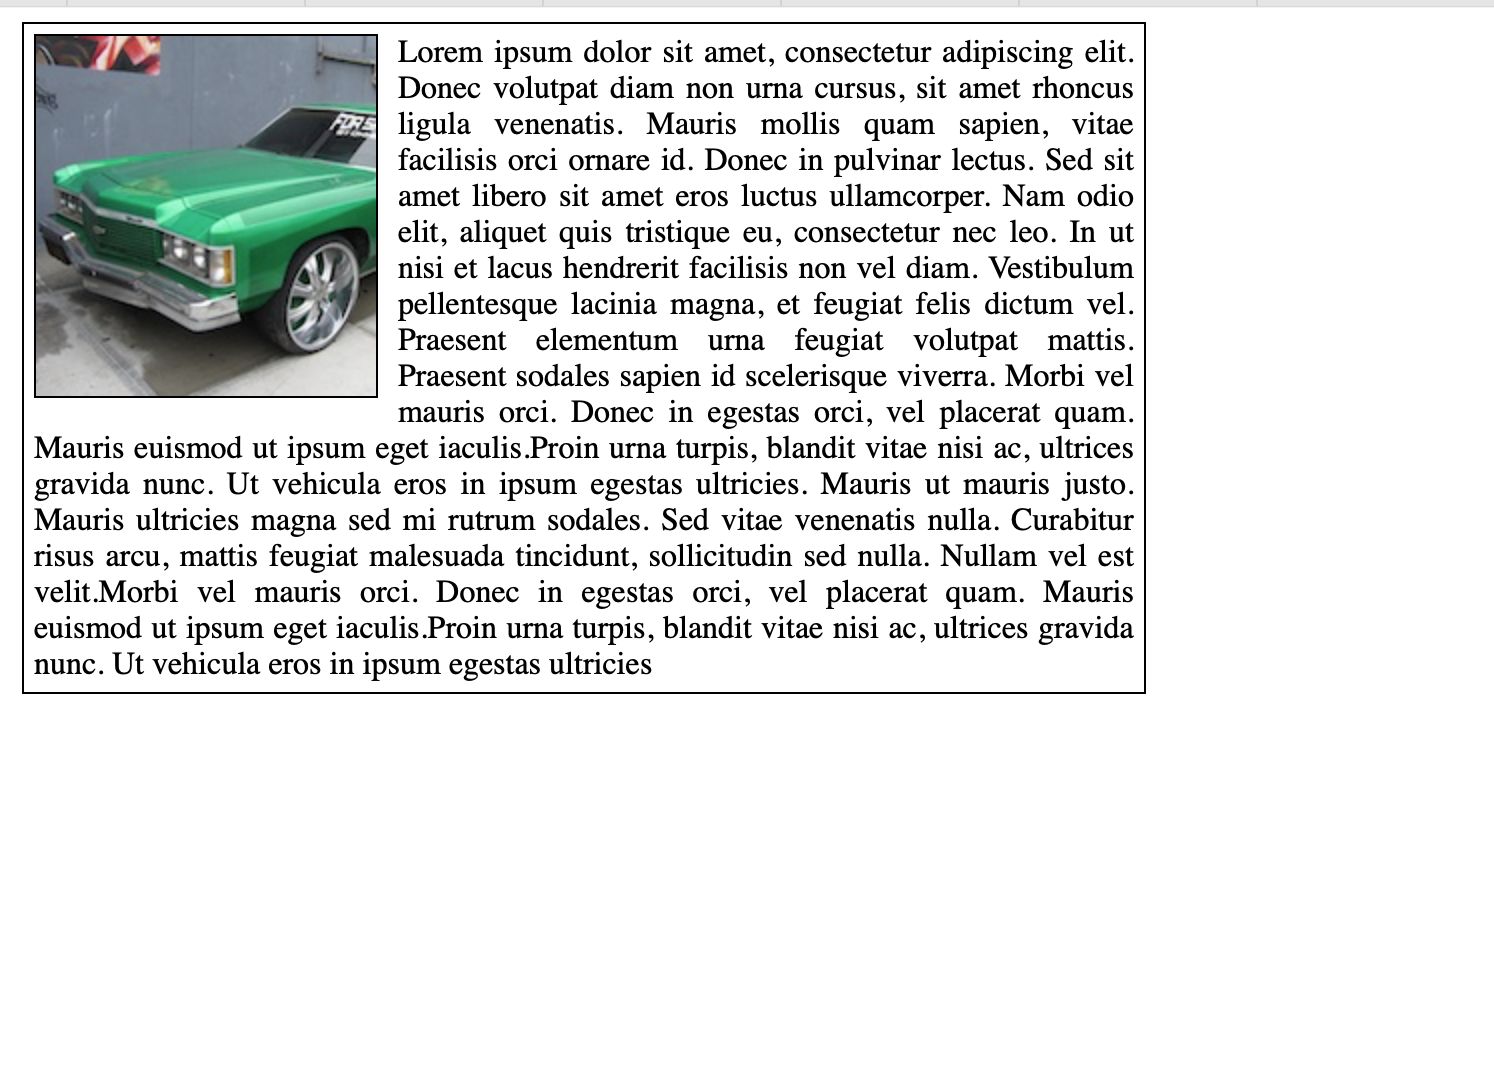 FOR S
Lorem ipsum dolor sit amet, consectetur adipiscing elit.
Donec volutpat diam non urna cursus, sit amet rhoncus
ligula venenatis. Mauris mollis quam sapien, vitae
facilisis orci ornare id. Donec in pulvinar lectus. Sed sit
amet libero sit amet eros luctus ullamcorper. Nam odio
elit, aliquet quis tristique eu, consectetur nec leo. In ut
nisi et lacus hendrerit facilisis non vel diam. Vestibulum
pellentesque lacinia magna, et feugiat felis dictum vel.
Praesent elementum urna feugiat volutpat mattis.
Praesent sodales sapien id scelerisque viverra. Morbi vel
mauris orci. Donec in egestas orci, vel placerat quam.
Mauris euismod ut ipsum eget iaculis.Proin urna turpis, blandit vitae nisi ac, ultrices
gravida nunc. Ut vehicula eros in ipsum egestas ultricies. Mauris ut mauris justo.
Mauris ultricies magna sed mi rutrum sodales. Sed vitae venenatis nulla. Curabitur
risus arcu, mattis feugiat malesuada tincidunt, sollicitudin sed nulla. Nullam vel est
velit.Morbi vel mauris orci. Donec in egestas orci, vel placerat quam. Mauris
euismod ut ipsum eget iaculis.Proin urna turpis, blandit vitae nisi ac, ultrices gravida
nunc. Ut vehicula eros in ipsum egestas ultricies